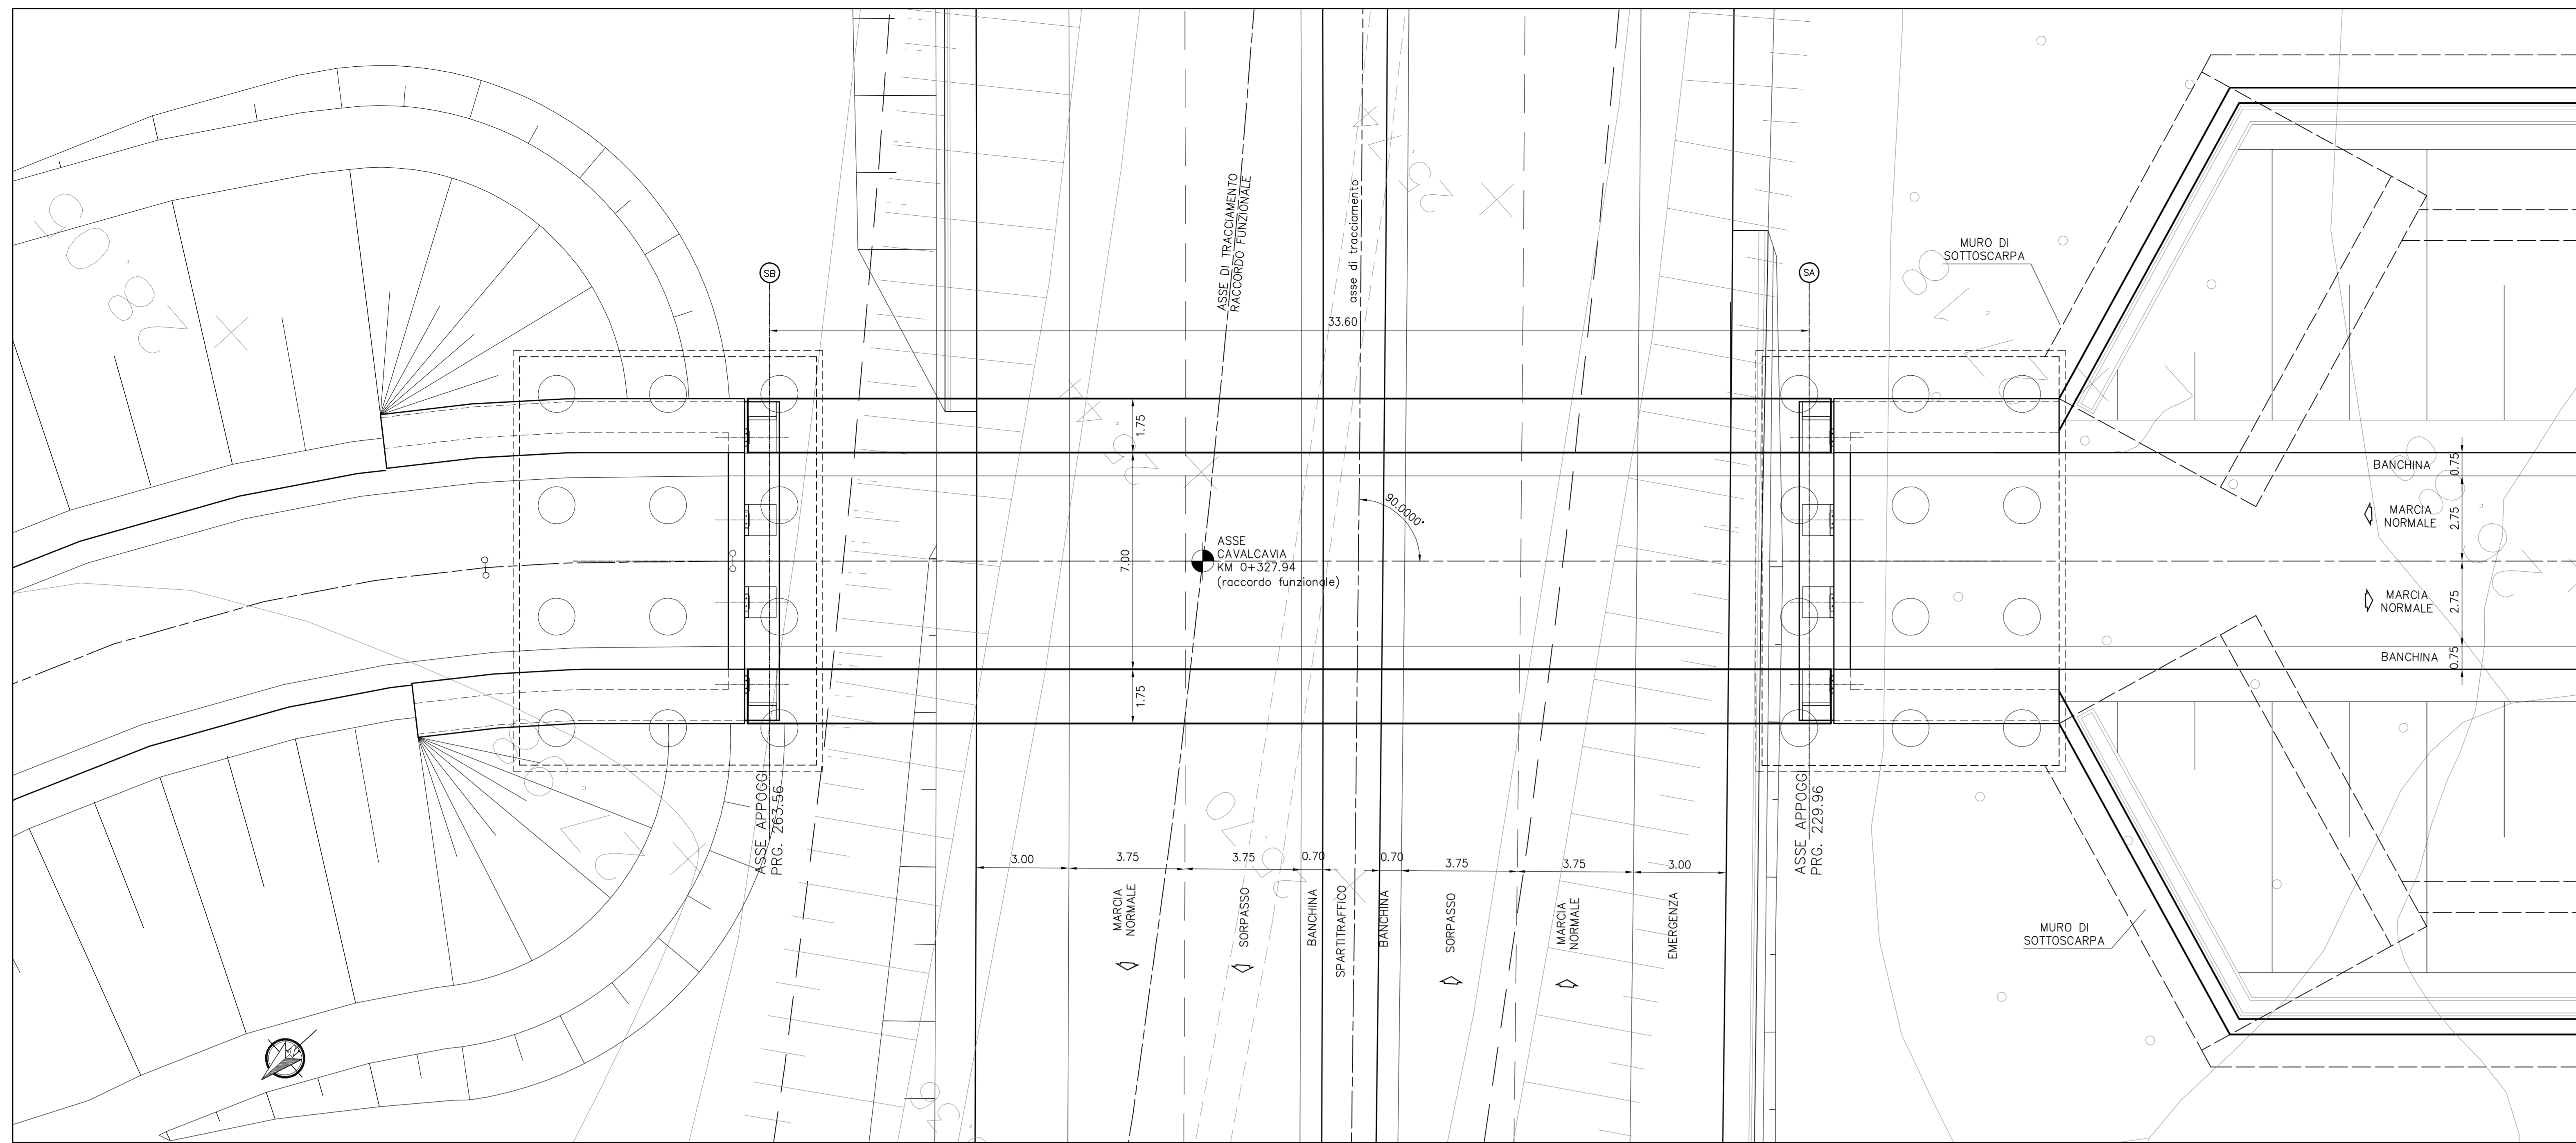 ASSE DI TRACCIAMENTO
RACCORDO FUNZIONALE
asse di tracciamento
MURO DI
SOTTOSCARPA
SB
SA
33.60
1.75
7.00
1.75
90.0000°
ASSE
CAVALCAVIA
KM 0+327.94
(raccordo funzionale)
BANCHINA
0.75
MARCIA
NORMALE
2.75
MARCIA
NORMALE
2.75
BANCHINA
0.75
ASSE APPOGGI
PRG. 263.56
ASSE APPOGGI
PRG. 229.96
3.00
3.75
3.75
0.70
0.70
3.75
3.75
3.00
MARCIA
NORMALE
SORPASSO
BANCHINA
SPARTITRAFFICO
BANCHINA
SORPASSO
MARCIA
NORMALE
EMERGENZA
MURO DI
SOTTOSCARPA